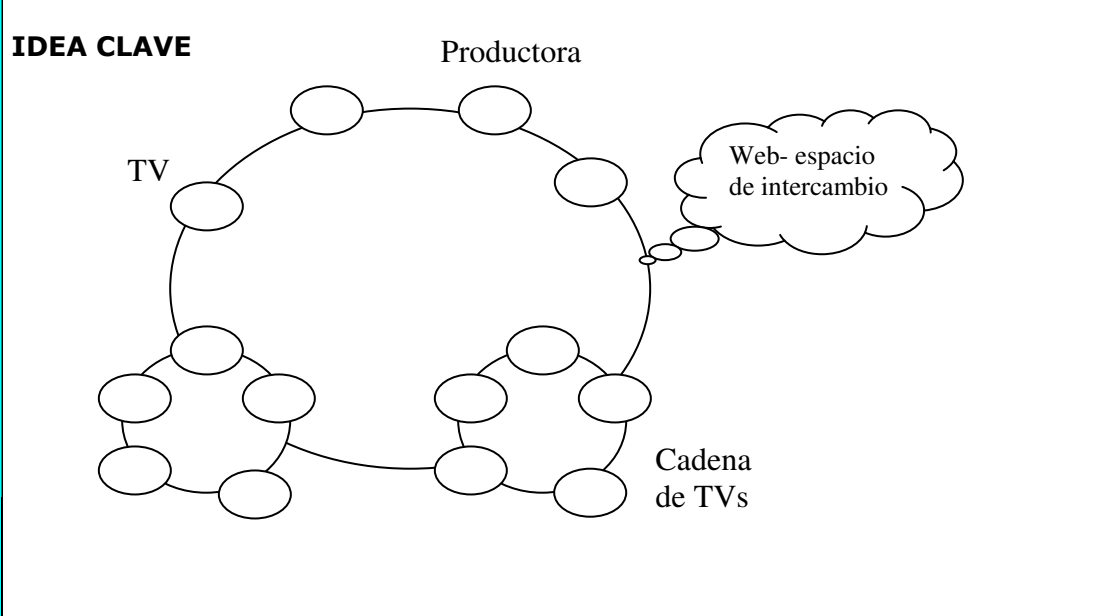 IDEA CLAVE
Productora
TV
Web- espacio
de intercambio
Cadena
de TVs